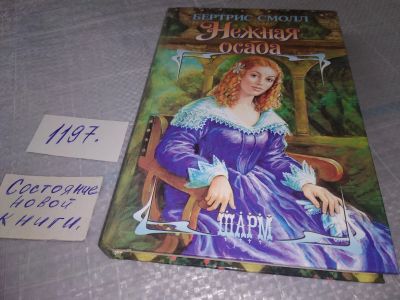 БЕРТРИС СМОЛЛ
Нежная
осада
ШАРМ
1197.
Состояние
новой
книги.